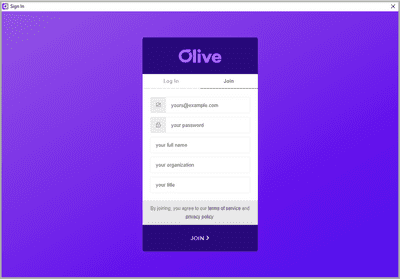 Sign In
Olive
Log In
Join
yours@example.com
your password
your full name
your organization
your title
By joining, you agree to our terms of service and
privacy policy
JOIN